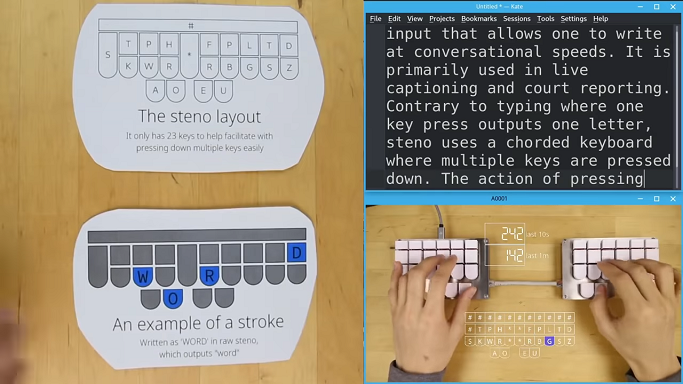 #
T P H F P L T D
S *
K W R R B G S Z
A O E U
The steno layout
It only has 23 keys to help facilitate with
pressing down multiple keys easily
D
W R
O
An example of a stroke
Written as 'WORD' in raw steno,
which outputs "word"
Untitled * — Kate
File Edit View Projects Bookmarks Sessions Tools Settings Help
input that allows one to write
at conversational speeds. It is
primarily used in live
captioning and court reporting.
Contrary to typing where one
key press outputs one letter,
steno uses a chorded keyboard
where multiple keys are pressed
down. The action of pressing
A0001
242 last 10s
142 last 10s
# # # # # # # # # # # #
# T P H * * F P L T D
S K W R * * R B G S Z
A O E U